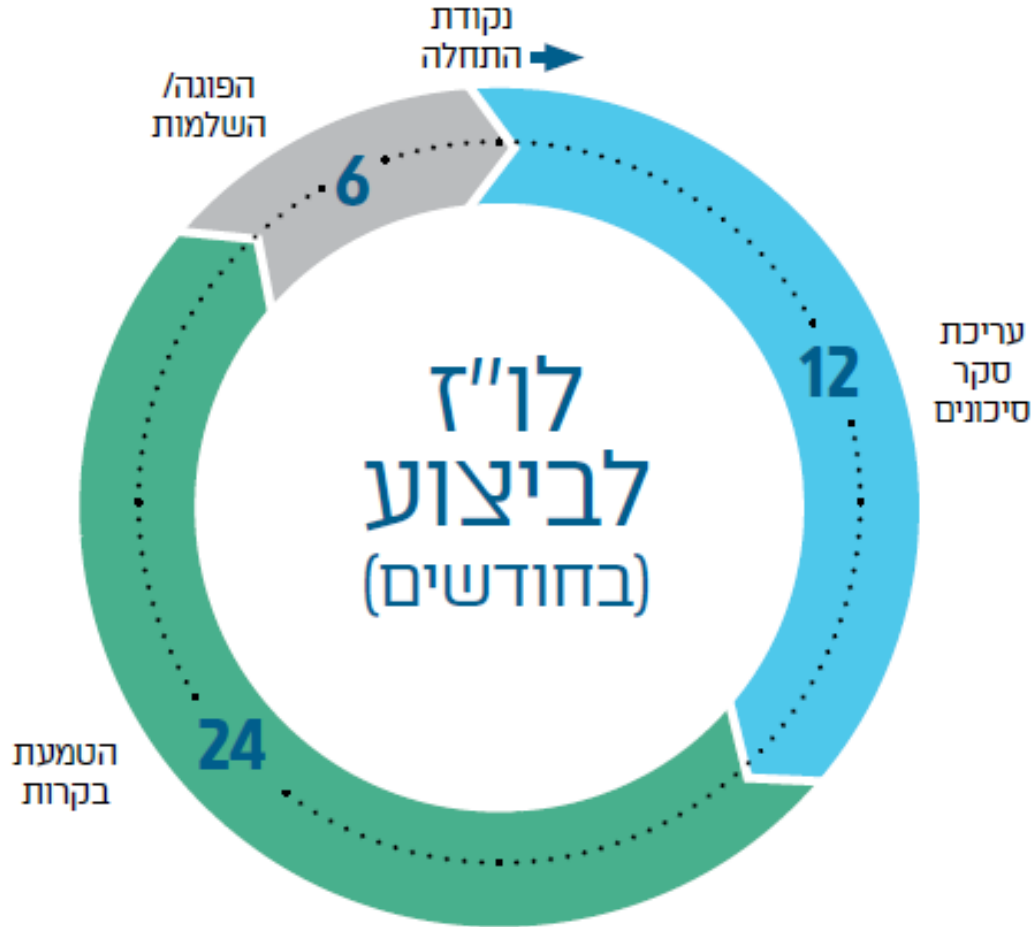 נקודת
התחלה
עריכת
סקר
סיכונים
12
הטמעת
בקרות
24
הפוגה/
השלמות
6
לו"ז
לביצוע
(בחודשים)